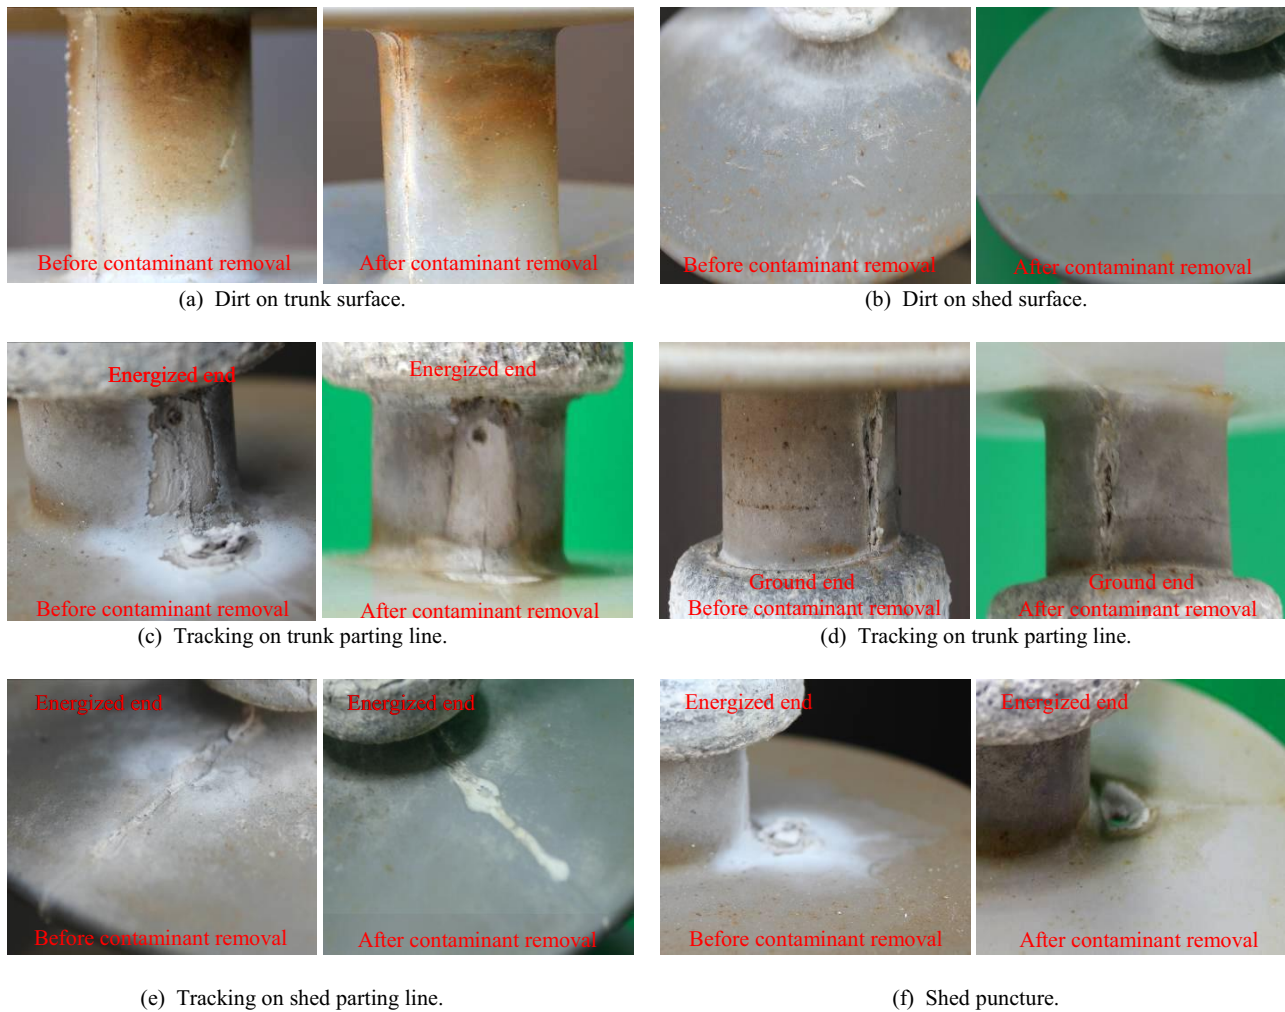 Before contaminant removal
After contaminant removal
(a) Dirt on trunk surface.
Before contaminant removal
After contaminant removal
(b) Dirt on shed surface.
Energized end
Before contaminant removal
Energized end
After contaminant removal
(c) Tracking on trunk parting line.
Ground end
Before contaminant removal
Ground end
After contaminant removal
(d) Tracking on trunk parting line.
Energized end
Before contaminant removal
Energized end
After contaminant removal
(e) Tracking on shed parting line.
Energized end
Before contaminant removal
Energized end
After contaminant removal
(f) Shed puncture.